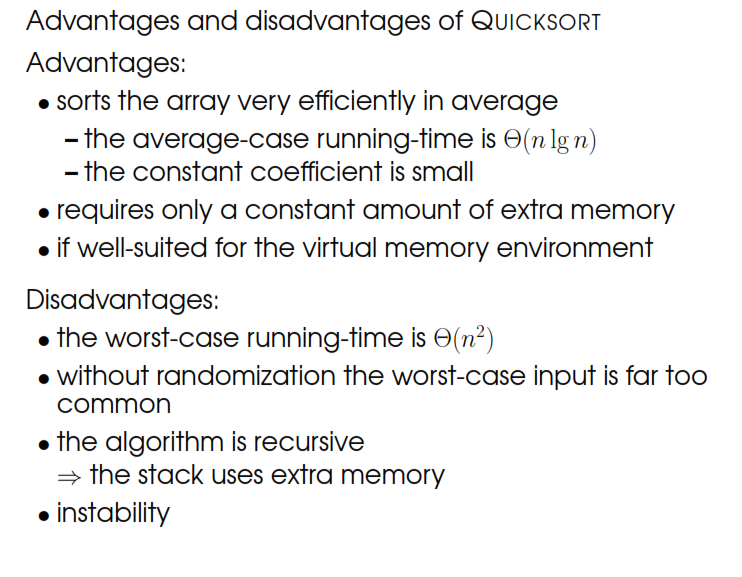 Advantages and disadvantages of QUICKSORT
Advantages:
• sorts the array very efficiently in average
– the average-case running-time is Θ(n lg n)
– the constant coefficient is small
• requires only a constant amount of extra memory
• if well-suited for the virtual memory environment
Disadvantages:
• the worst-case running-time is Θ(n²)
• without randomization the worst-case input is far too
common
• the algorithm is recursive
⇒ the stack uses extra memory
• instability